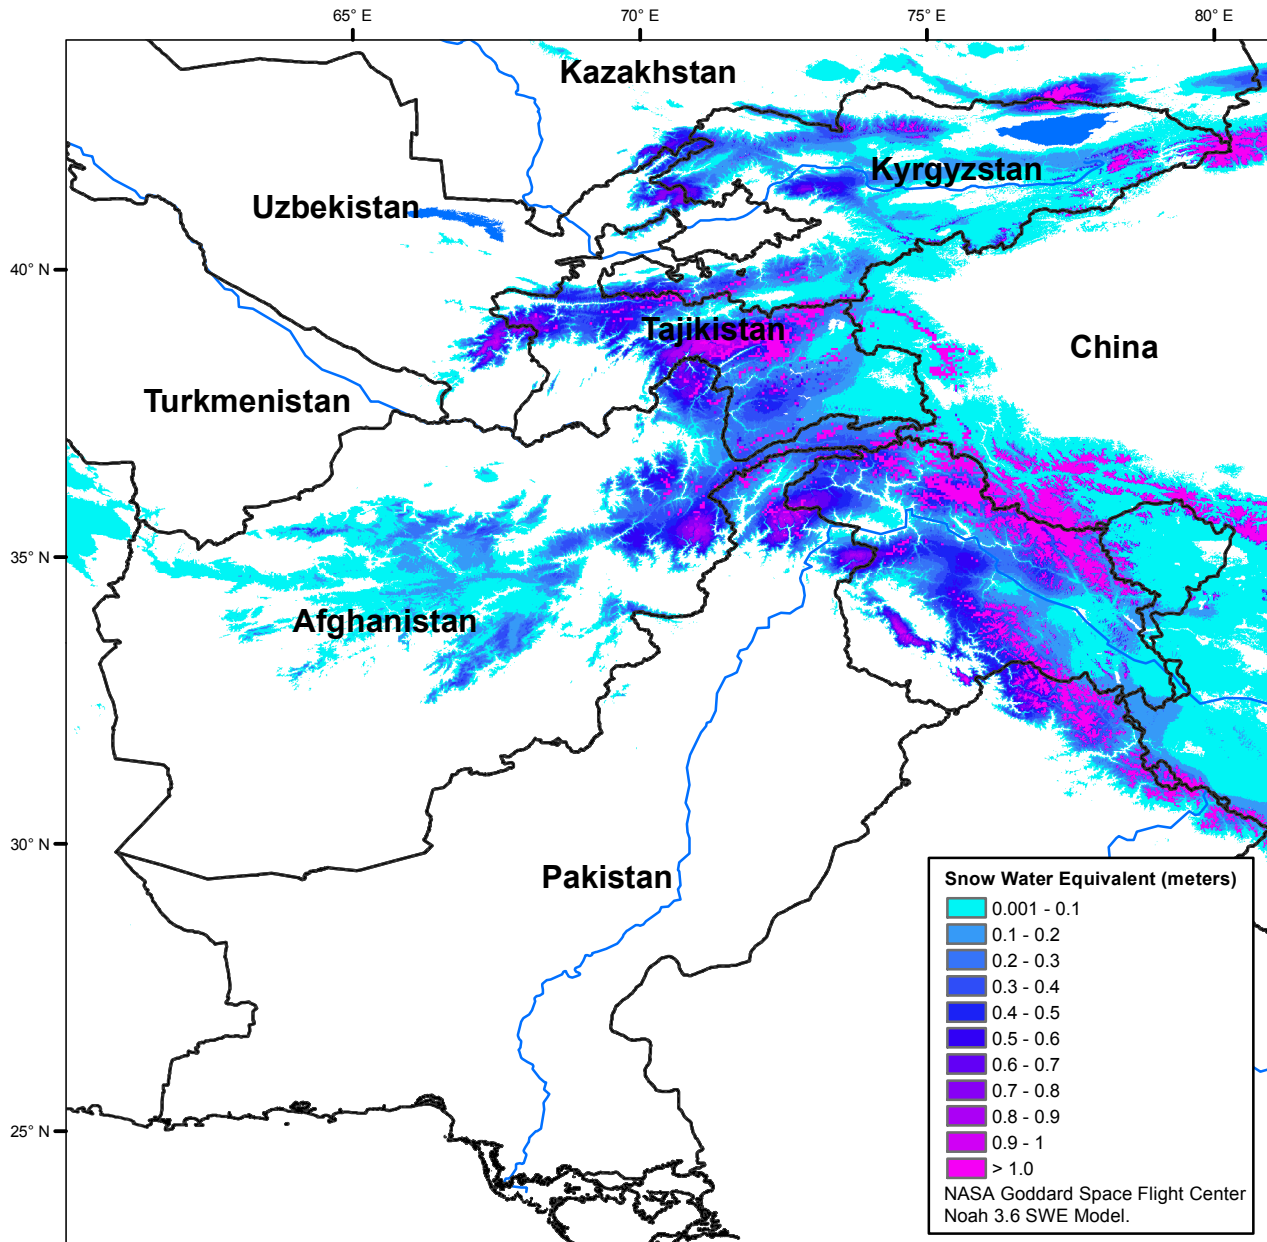 65° E
70° E
75° E
80° E
Kazakhstan
Kyrgyzstan
Uzbekistan
40° N
Tajikistan
China
Turkmenistan
35° N
Afghanistan
30° N
Pakistan
25° N
Snow Water Equivalent (meters)
0.001 - 0.1
0.1 - 0.2
0.2 - 0.3
0.3 - 0.4
0.4 - 0.5
0.5 - 0.6
0.6 - 0.7
0.7 - 0.8
0.8 - 0.9
0.9 - 1
> 1.0
NASA Goddard Space Flight Center
Noah 3.6 SWE Model.